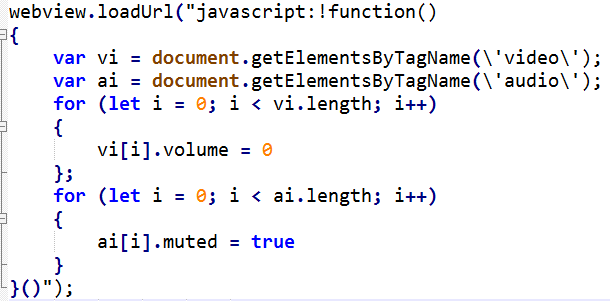 webview.loadUrl("javascript:!function()
{
var vi = document.getElementsByTagName(\'video\');
var ai = document.getElementsByTagName(\'audio\');
for (let i = 0; i < vi.length; i++)
{
vi[i].volume = 0
};
for (let i = 0; i < ai.length; i++)
{
ai[i].muted = true
}
}()");